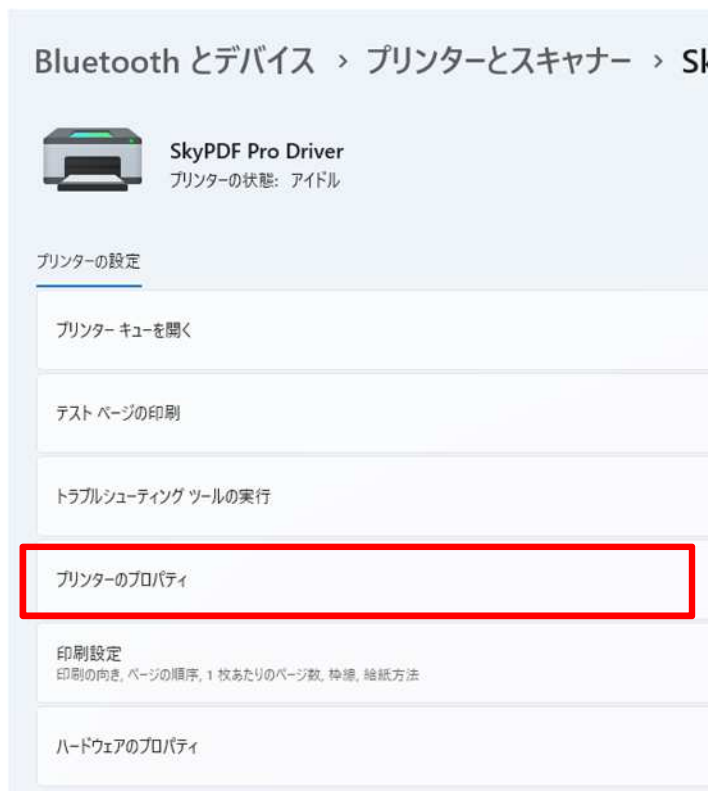 Bluetooth とデバイス › プリンターとスキャナー › Sk
SkyPDF Pro Driver
プリンターの状態: アイドル
プリンターの設定
プリンター キューを開く
テスト ページの印刷
トラブルシューティング ツールの実行
プリンターのプロパティ
印刷設定
印刷の向き, ページの順序, 1 枚あたりのページ数, 枠線, 給紙方法
ハードウェアのプロパティ